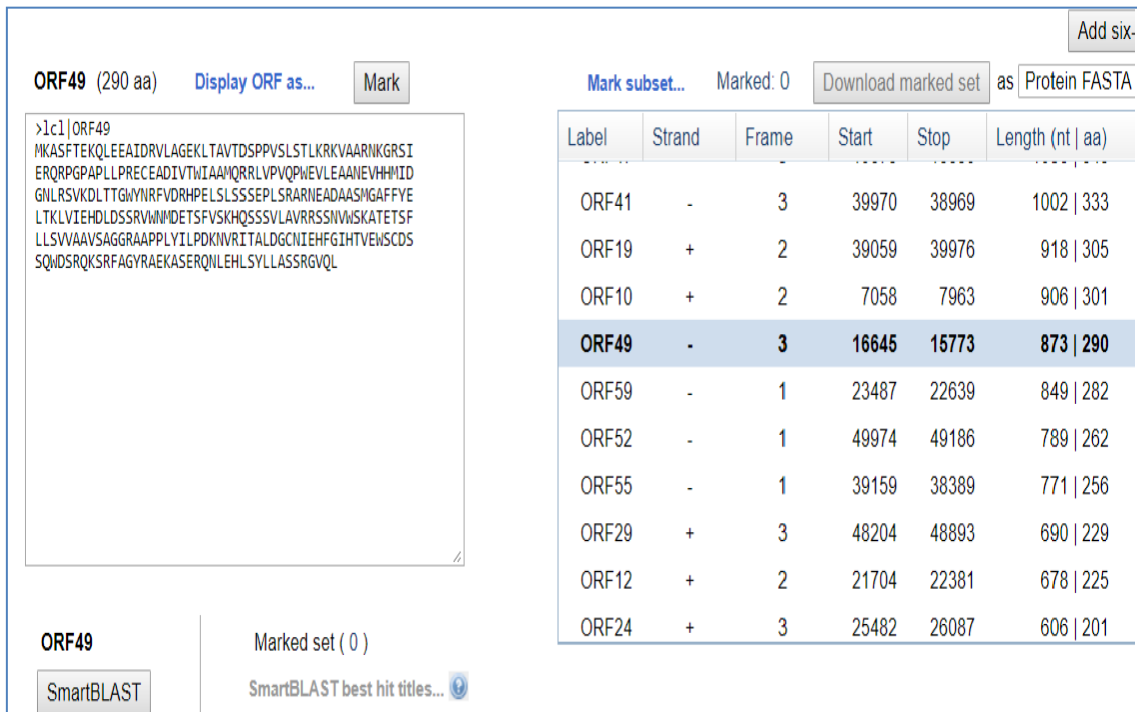 Add six-
ORF49 (290 aa) Display ORF as... Mark
Mark subset... Marked: 0 Download marked set as Protein FASTA
>lcl|ORF49
MKASFTEKQLEEAIDRVLAGEKLTAVTDSPPVSLSTLKRKVAARNKGRSI
ERQRPGPAPLLPRECEADIVTWIAAMQRRLVPVQPWEVLEAANEVHHMID
GNLRSVKDLTTGWYNRFVDRHPELSLSSSEPLSRARNEADAASMGAFFYE
LTKLVIEHDLDSSRVWNMDETSFVSKHQSSSVLAVRRSSNVWSKATETSF
LLSVVAAVSAGGRAAPPLYILPDKNVRITALDGCNIEHFGIHTVEWSCDS
SQWDSRQKSRFAGYRAEKASERQNLEHLSYLLASSRGVQL
Label Strand Frame Start Stop Length (nt | aa)
ORF41 - 3 39970 38969 1002 | 333
ORF19 + 2 39059 39976 918 | 305
ORF10 + 2 7058 7963 906 | 301
ORF49 - 3 16645 15773 873 | 290
ORF59 - 1 23487 22639 849 | 282
ORF52 - 1 49974 49186 789 | 262
ORF55 - 1 39159 38389 771 | 256
ORF29 + 3 48204 48893 690 | 229
ORF12 + 2 21704 22381 678 | 225
ORF24 + 3 25482 26087 606 | 201
ORF49 Marked set ( 0 )
SmartBLAST SmartBLAST best hit titles... ?